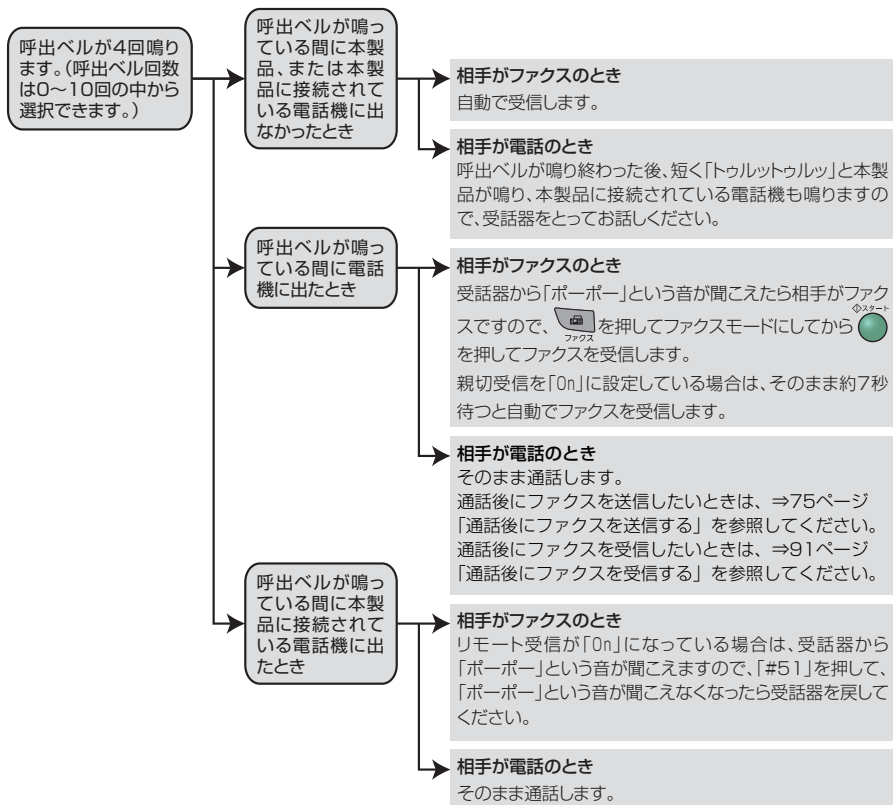 呼出ベルが4回鳴り
ます。(呼出ベル回数
は0～10回の中から
選択できます。)
呼出ベルが鳴っ
ている間に本製
品、または本製
品に接続されて
いる電話機に出
なかったとき
相手がファクスのとき
自動で受信します。
相手が電話のとき
呼出ベルが鳴り終わった後、短く「トゥルットゥルッ」と本製
品が鳴り、本製品に接続されている電話機も鳴りますの
で、受話器をとってお話しください。
呼出ベルが鳴っ
ている間に電話
機に出たとき
相手がファクスのとき
受話器から「ポーポー」という音が聞こえたら相手がファク
スですので、 ファクス を押してファクスモードにしてから スタート
を押してファクスを受信します。
親切受信を「On」に設定している場合は、そのまま約7秒
待つと自動でファクスを受信します。
相手が電話のとき
そのまま通話します。
通話後にファクスを送信したいときは、⇒75ページ
「通話後にファクスを送信する」を参照してください。
通話後にファクスを受信したいときは、⇒91ページ
「通話後にファクスを受信する」を参照してください。
呼出ベルが鳴っ
ている間に本製
品に接続されて
いる電話機に出
たとき
相手がファクスのとき
リモート受信が「On」になっている場合は、受話器から
「ポーポー」という音が聞こえますので、「#51」を押して、
「ポーポー」という音が聞こえなくなったら受話器を戻して
ください。
相手が電話のとき
そのまま通話します。